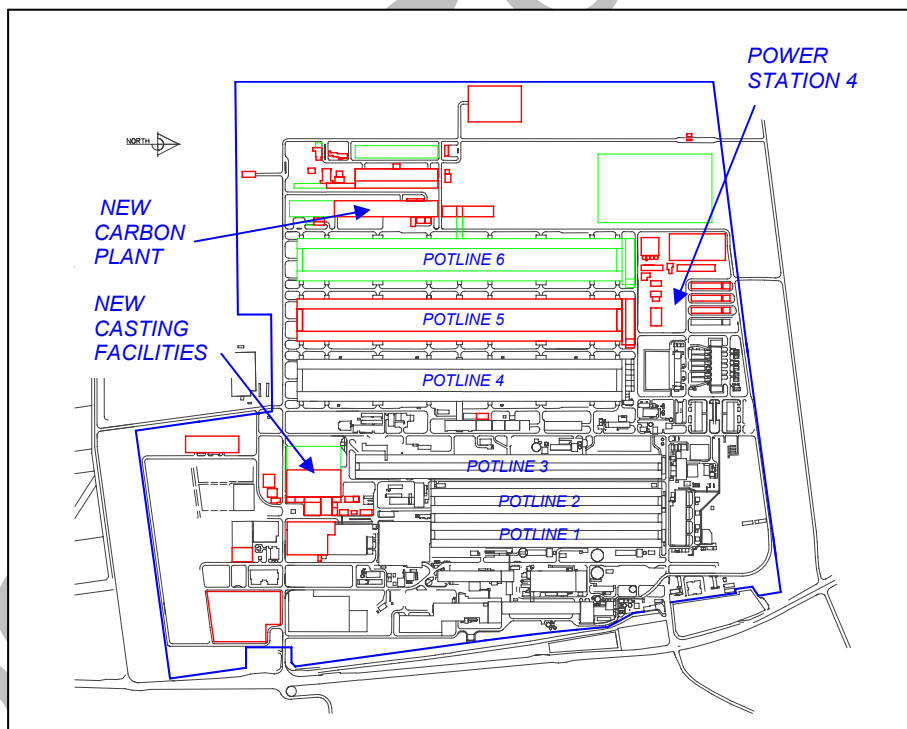 POWER
STATION 4
NORTH
NEW
CARBON
PLANT
POTLINE 6
NEW
CASTING
FACILITIES
POTLINE 5
POTLINE 4
POTLINE 3
POTLINE 2
POTLINE 1